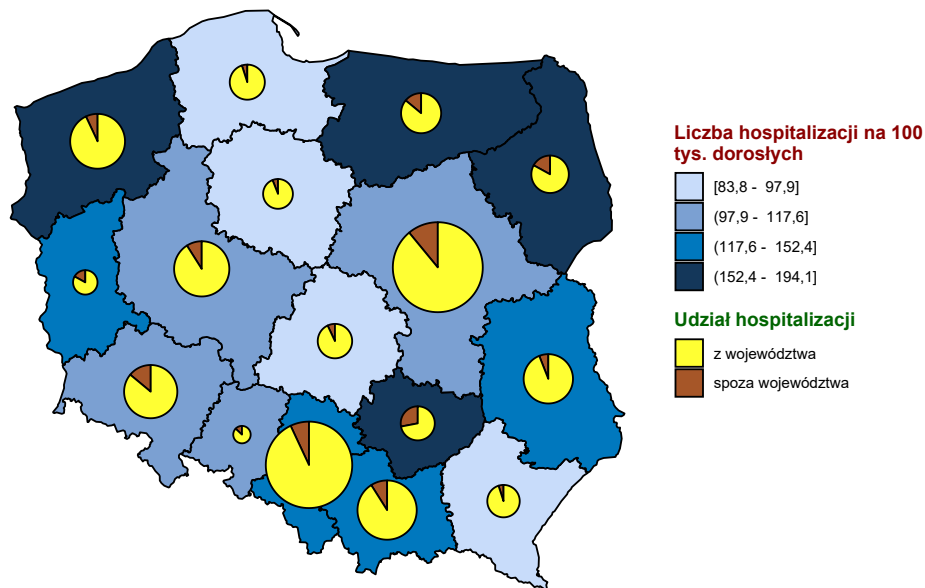 Liczba hospitalizacji na 100
tys. dorosłych
[83,8 - 97,9]
(97,9 - 117,6]
(117,6 - 152,4]
(152,4 - 194,1]
Udział hospitalizacji
z województwa
spoza województwa